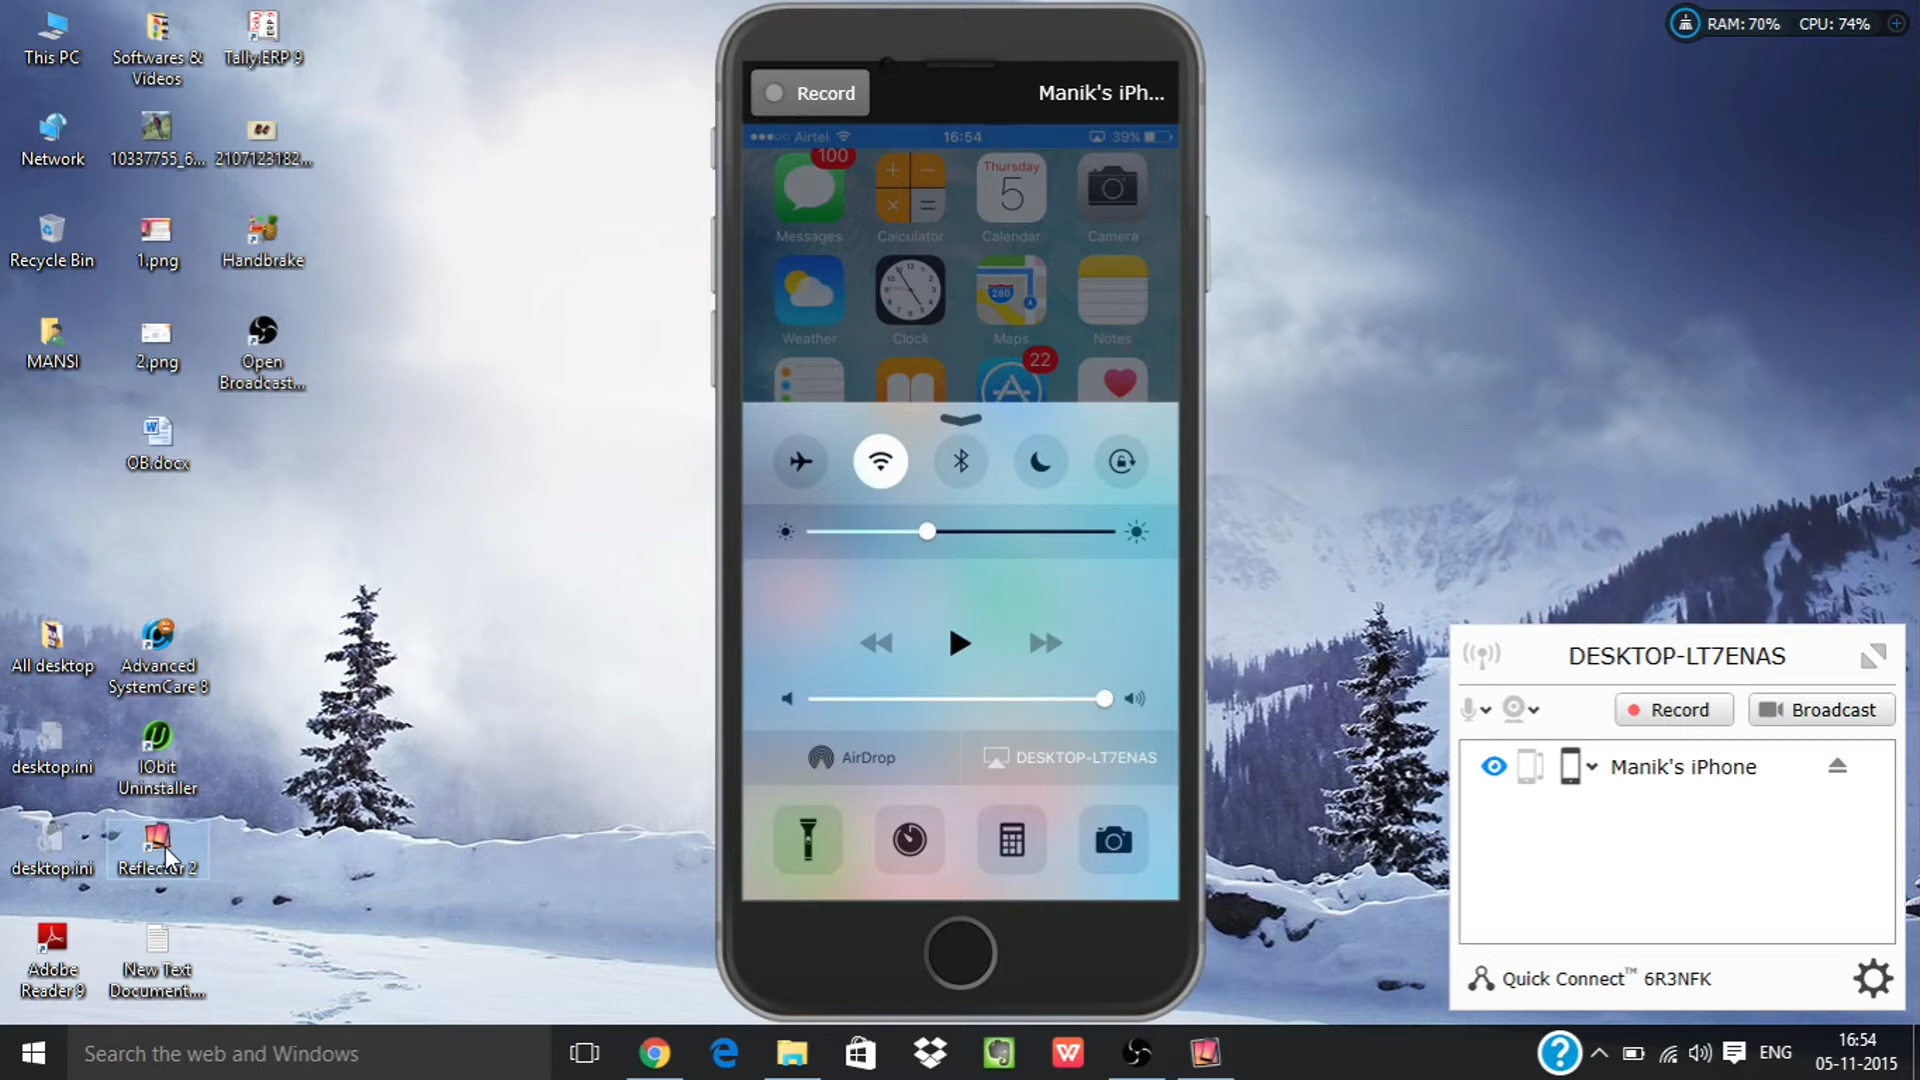 This PC
Softwares &
Videos
Tally.ERP 9
Network
10337755_6...
2107123182...
Recycle Bin
1.png
Handbrake
MANSI
2.png
Open
Broadcast...
OB.docx
All desktop
Advanced
SystemCare 8
desktop.ini
IObit
Uninstaller
desktop.ini
Reflector 2
Adobe
Reader 9
New Text
Document....
Record
Manik's iPh...
Airtel
16:54
39%
100
Thursday
5
Messages
Calculator
Calendar
Camera
280
Weather
Clock
Maps
Notes
22
AirDrop
DESKTOP-LT7ENAS
RAM: 70%
CPU: 74%
DESKTOP-LT7ENAS
Record
Broadcast
Manik's iPhone
Quick Connect™ 6R3NFK
Search the web and Windows
ENG
16:54
05-11-2015